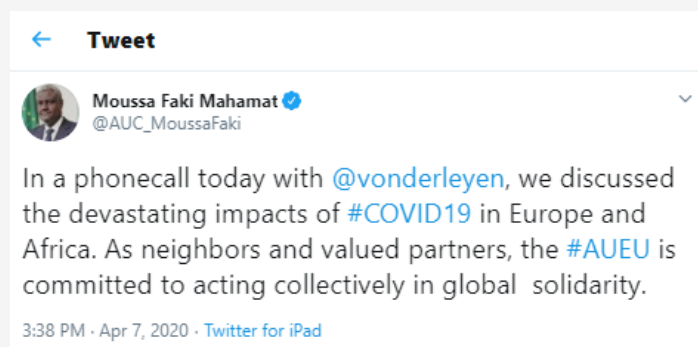 Tweet
Moussa Faki Mahamat
@AUC_MoussaFaki
In a phonecall today with @vonderleyen, we discussed
the devastating impacts of #COVID19 in Europe and
Africa. As neighbors and valued partners, the #AUEU is
committed to acting collectively in global  solidarity.
3:38 PM · Apr 7, 2020 · Twitter for iPad